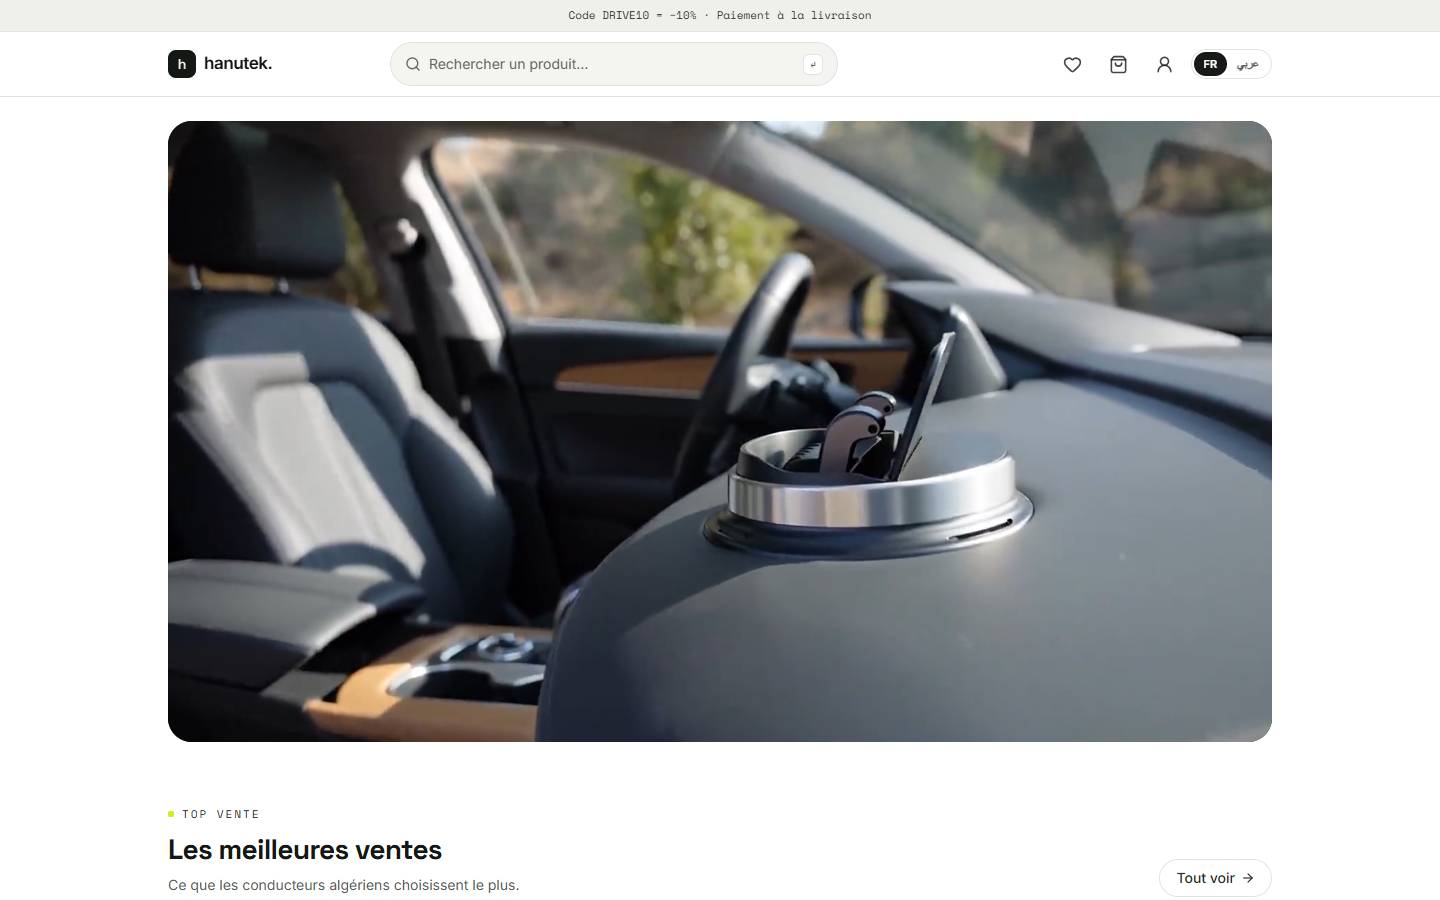 Code DRIVE10 = −10% · Paiement à la livraison
h hanutek.
Rechercher un produit...
FR عربي
TOP VENTE
Les meilleures ventes
Ce que les conducteurs algériens choisissent le plus.
Tout voir →